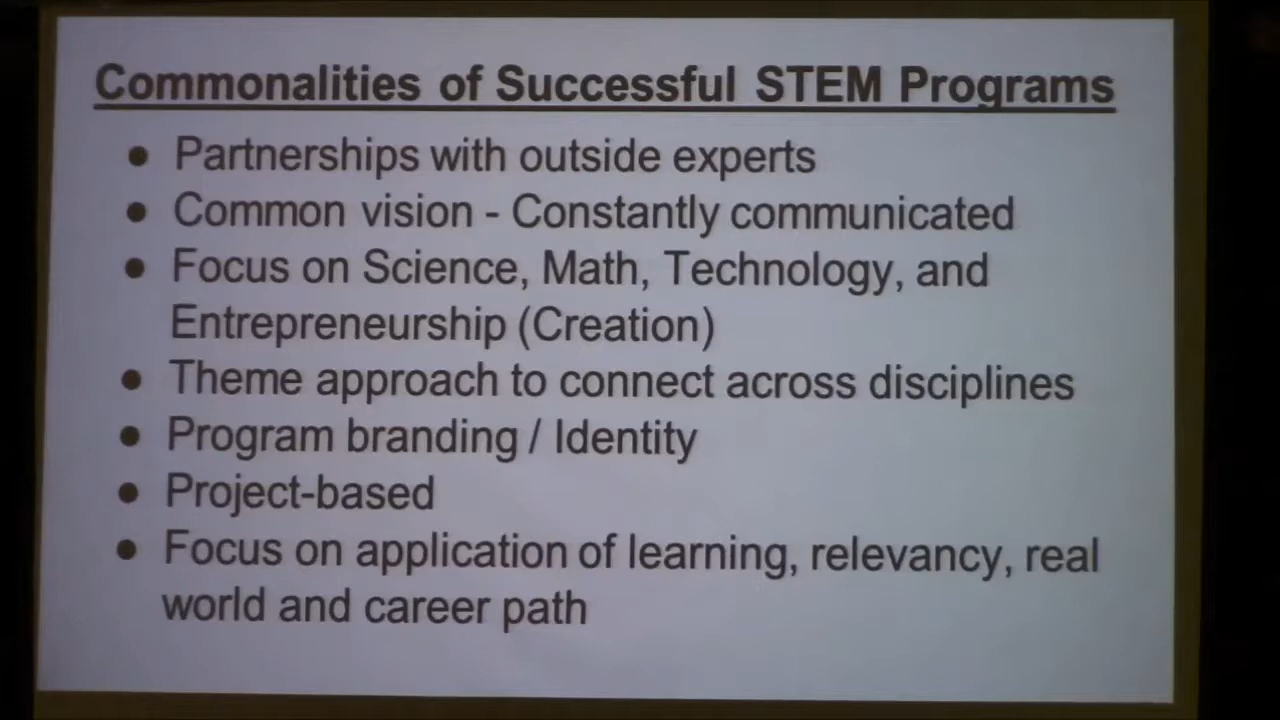 Commonalities of Successful STEM Programs
● Partnerships with outside experts
● Common vision - Constantly communicated
● Focus on Science, Math, Technology, and
Entrepreneurship (Creation)
● Theme approach to connect across disciplines
● Program branding / Identity
● Project-based
● Focus on application of learning, relevancy, real
world and career path